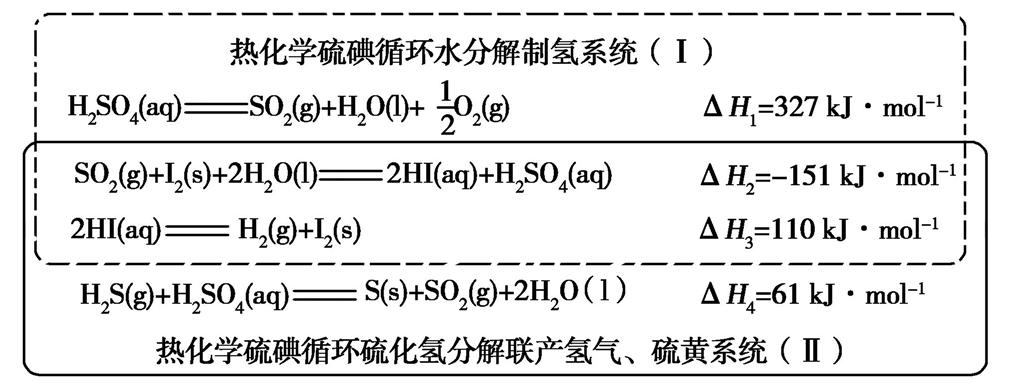 热化学硫碘循环水分解制氢系统(Ⅰ)
H₂SO₄(aq)═══SO₂(g)+H₂O(l)+ 1/2O₂(g) ΔH₁=327 kJ·mol⁻¹
SO₂(g)+I₂(s)+2H₂O(l)═══2HI(aq)+H₂SO₄(aq) ΔH₂=-151 kJ·mol⁻¹
2HI(aq)═══ H₂(g)+I₂(s) ΔH₃=110 kJ·mol⁻¹
H₂S(g)+H₂SO₄(aq)═══ S(s)+SO₂(g)+2H₂O(l) ΔH₄=61 kJ·mol⁻¹
热化学硫碘循环硫化氢分解联产氢气、硫黄系统(Ⅱ)